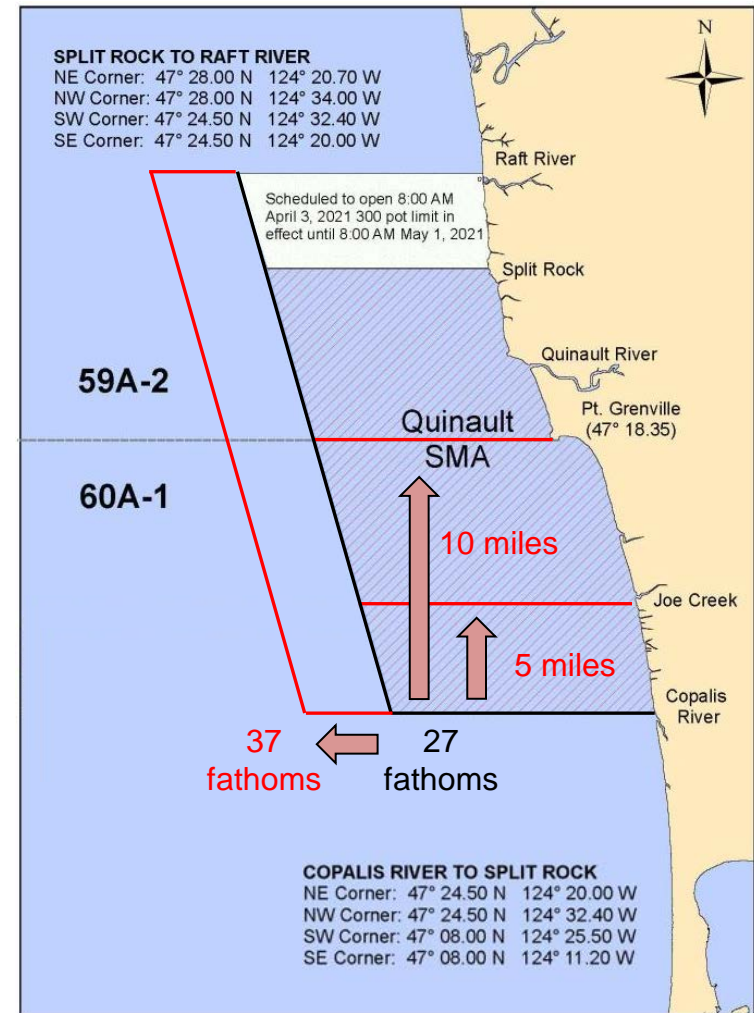 SPLIT ROCK TO RAFT RIVER
NE Corner: 47° 28.00 N 124° 20.70 W
NW Corner: 47° 28.00 N 124° 34.00 W
SW Corner: 47° 24.50 N 124° 32.40 W
SE Corner: 47° 24.50 N 124° 20.00 W
N
Raft River
Scheduled to open 8:00 AM
April 3, 2021 300 pot limit in
effect until 8:00 AM May 1, 2021
Split Rock
Quinault River
59A-2
Pt. Grenville
(47° 18.35)
Quinault
SMA
60A-1
10 miles
Joe Creek
5 miles
Copalis
River
37
fathoms
27
fathoms
COPALIS RIVER TO SPLIT ROCK
NE Corner: 47° 24.50 N 124° 20.00 W
NW Corner: 47° 24.50 N 124° 32.40 W
SW Corner: 47° 08.00 N 124° 25.50 W
SE Corner: 47° 08.00 N 124° 11.20 W